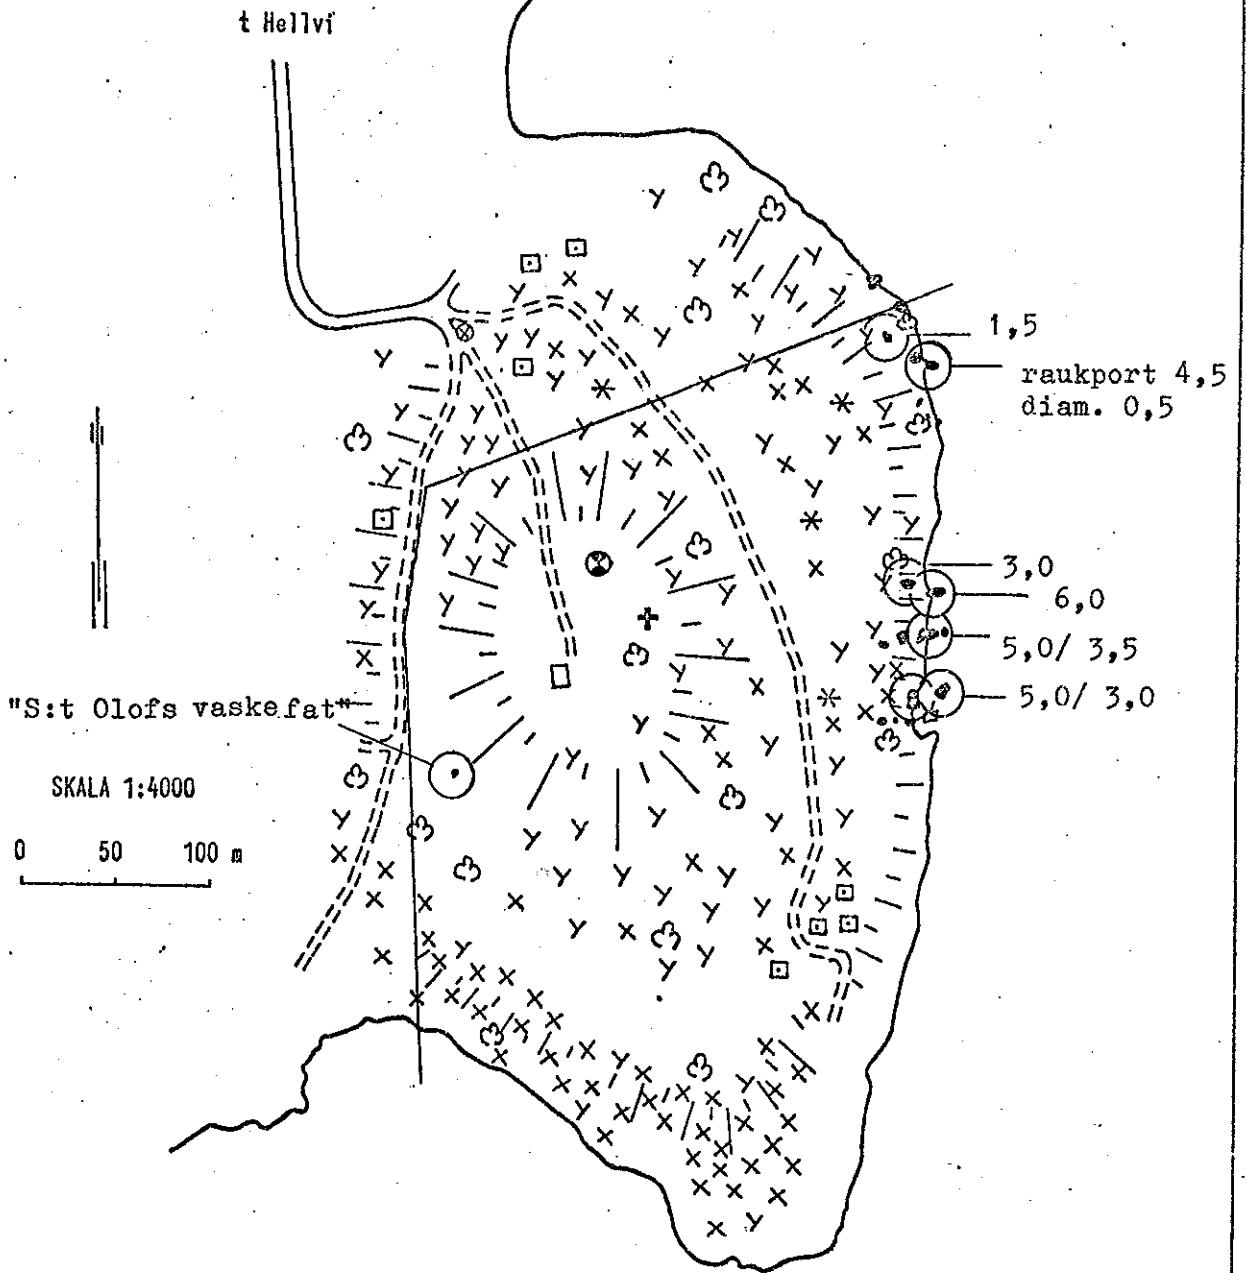 t Hellvi
1,5
raukport 4,5
diam. 0,5
3,0
6,0
5,0/ 3,5
5,0/ 3,0
"S:t Olofs vaskefat"
SKALA 1:4000
0 50 100 m